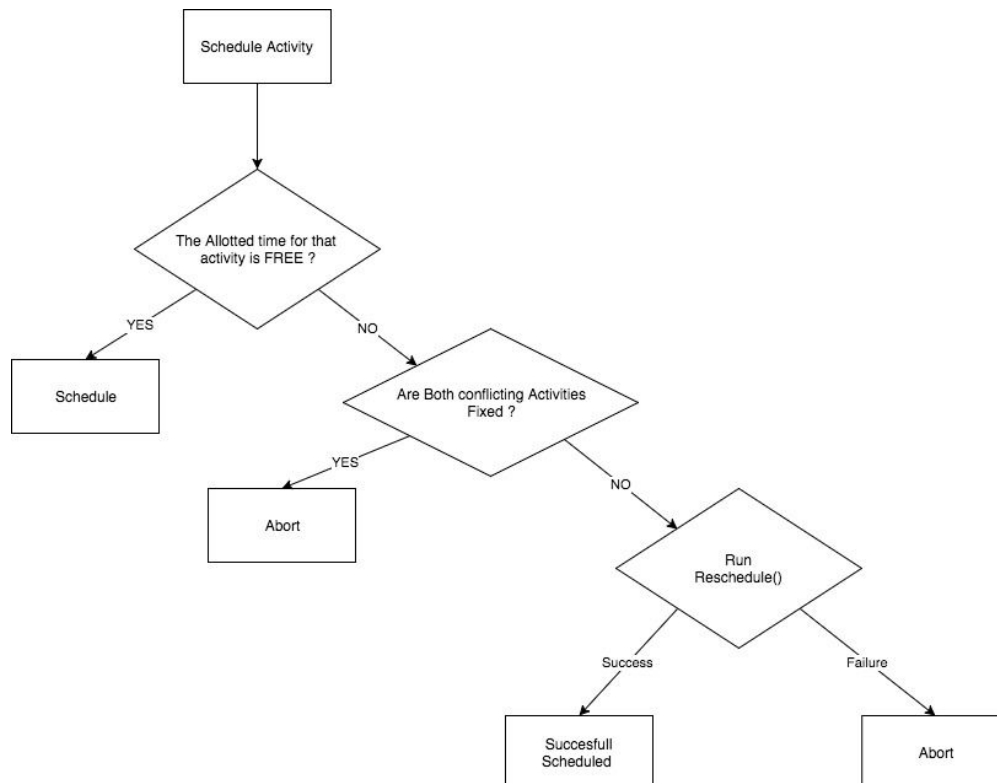 Schedule Activity
The Allotted time for that
activity is FREE ?
YES
NO
Schedule
Are Both conflicting Activities
Fixed ?
YES
NO
Abort
Run
Reschedule()
Success
Failure
Succesfull
Scheduled
Abort